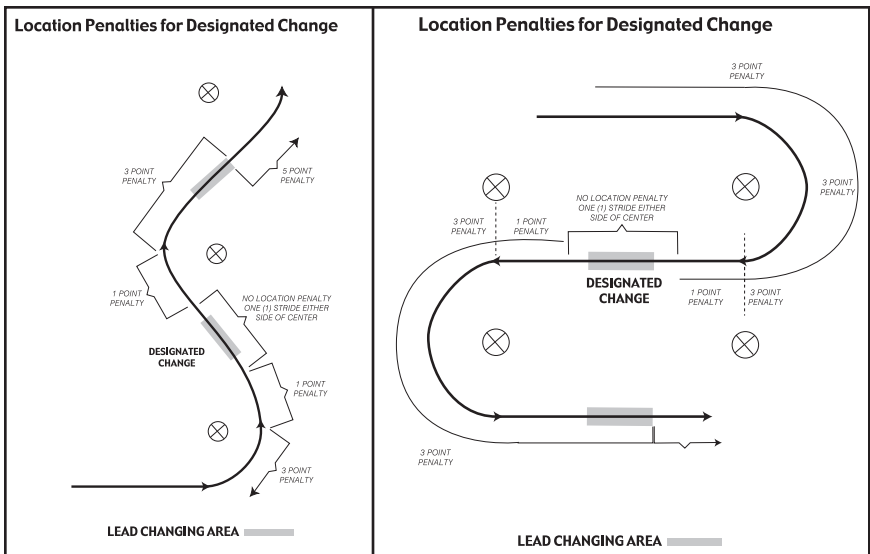 Location Penalties for Designated Change
3 POINT
PENALTY
5 POINT
PENALTY
1 POINT
PENALTY
NO LOCATION PENALTY
ONE (1) STRIDE EITHER
SIDE OF CENTER
DESIGNATED
CHANGE
1 POINT
PENALTY
3 POINT
PENALTY
LEAD CHANGING AREA
Location Penalties for Designated Change
3 POINT
PENALTY
3 POINT
PENALTY
NO LOCATION PENALTY
ONE (1) STRIDE EITHER
SIDE OF CENTER
3 POINT
PENALTY
1 POINT
PENALTY
DESIGNATED
CHANGE
1 POINT
PENALTY
3 POINT
PENALTY
3 POINT
PENALTY
LEAD CHANGING AREA